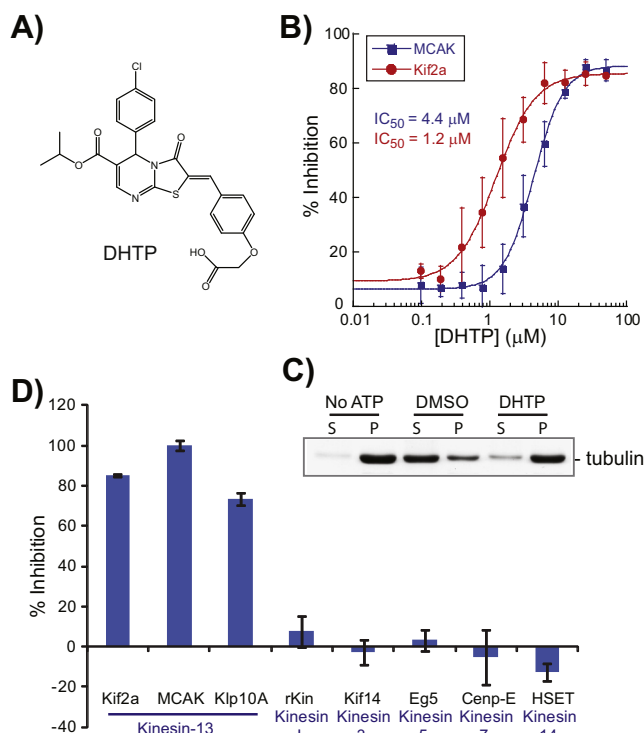 A)
Cl
O
O
N
O
N
S
DHTP
HO
O
O
B)
MCAK
Kif2a
IC50 = 4.4 μM
IC50 = 1.2 μM
% Inhibition
100
80
60
40
20
0
0.01 0.1 1 10 100
[DHTP] (μM)
C)
No ATP DMSO DHTP
S P S P S P
- tubulin
D)
% Inhibition
120
100
80
60
40
20
0
-20
-40
Kif2a MCAK Klp10A rKin Kif14 Eg5 Cenp-E HSET
Kinesin-13 Kinesin Kinesin Kinesin Kinesin Kinesin